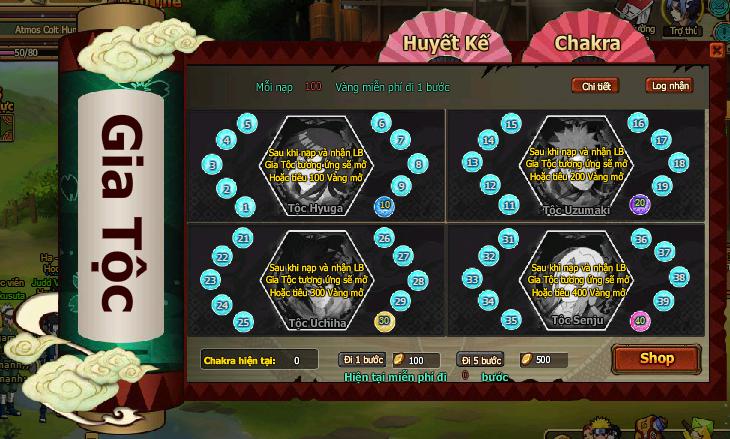 Atmos Colt Hun
50/80
Huyết Kế
Chakra
Trợ thủ
Gia Tộc
Mỗi nạp 100 Vàng miễn phí đi 1 bước
Chi tiết
Log nhận
5 6
4 7
3 8
2 9
1 10
Sau khi nạp và nhận LB
Gia Tộc tương ứng sẽ mở
Hoặc tiêu 100 Vàng mở
Tộc Hyuga
15 16
14 17
13 18
12 19
11 20
Sau khi nạp và nhận LB
Gia Tộc tương ứng sẽ mở
Hoặc tiêu 200 Vàng mở
Tộc Uzumaki
21 26
22 27
23 28
24 29
25 30
Sau khi nạp và nhận LB
Gia Tộc tương ứng sẽ mở
Hoặc tiêu 300 Vàng mở
Tộc Uchiha
31 36
32 37
33 38
34 39
35 40
Sau khi nạp và nhận LB
Gia Tộc tương ứng sẽ mở
Hoặc tiêu 400 Vàng mở
Tộc Senju
Chakra hiện tại: 0
Đi 1 bước 100
Đi 5 bước 500
Shop
Hiện tại miễn phí đi 0 bước